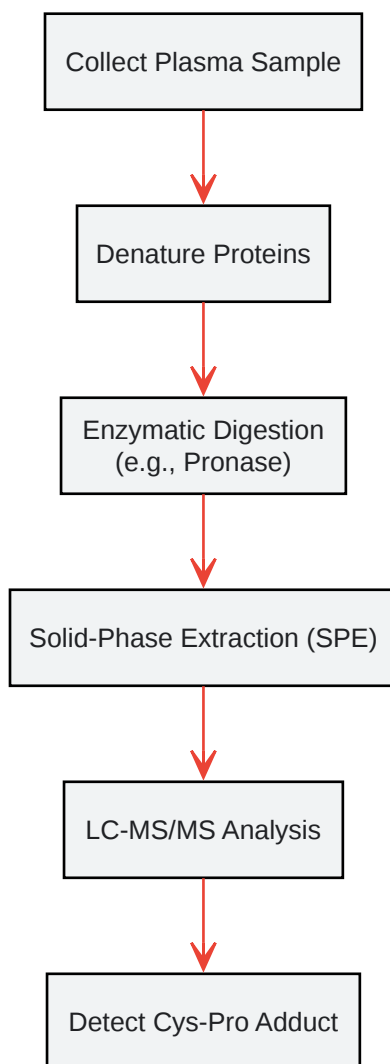 Collect Plasma Sample
Denature Proteins
Enzymatic Digestion
(e.g., Pronase)
Solid-Phase Extraction (SPE)
LC-MS/MS Analysis
Detect Cys-Pro Adduct